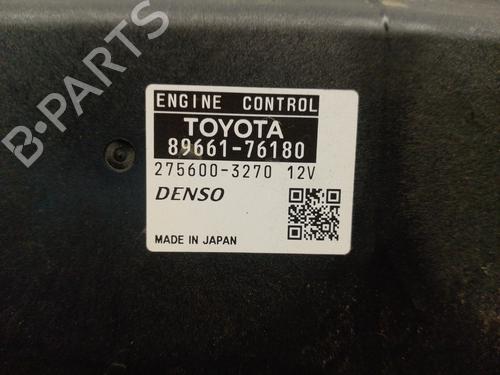 B-PARTS
ENGINE CONTROL
TOYOTA
89661-76180
275600-3270 12V
DENSO
MADE IN JAPAN